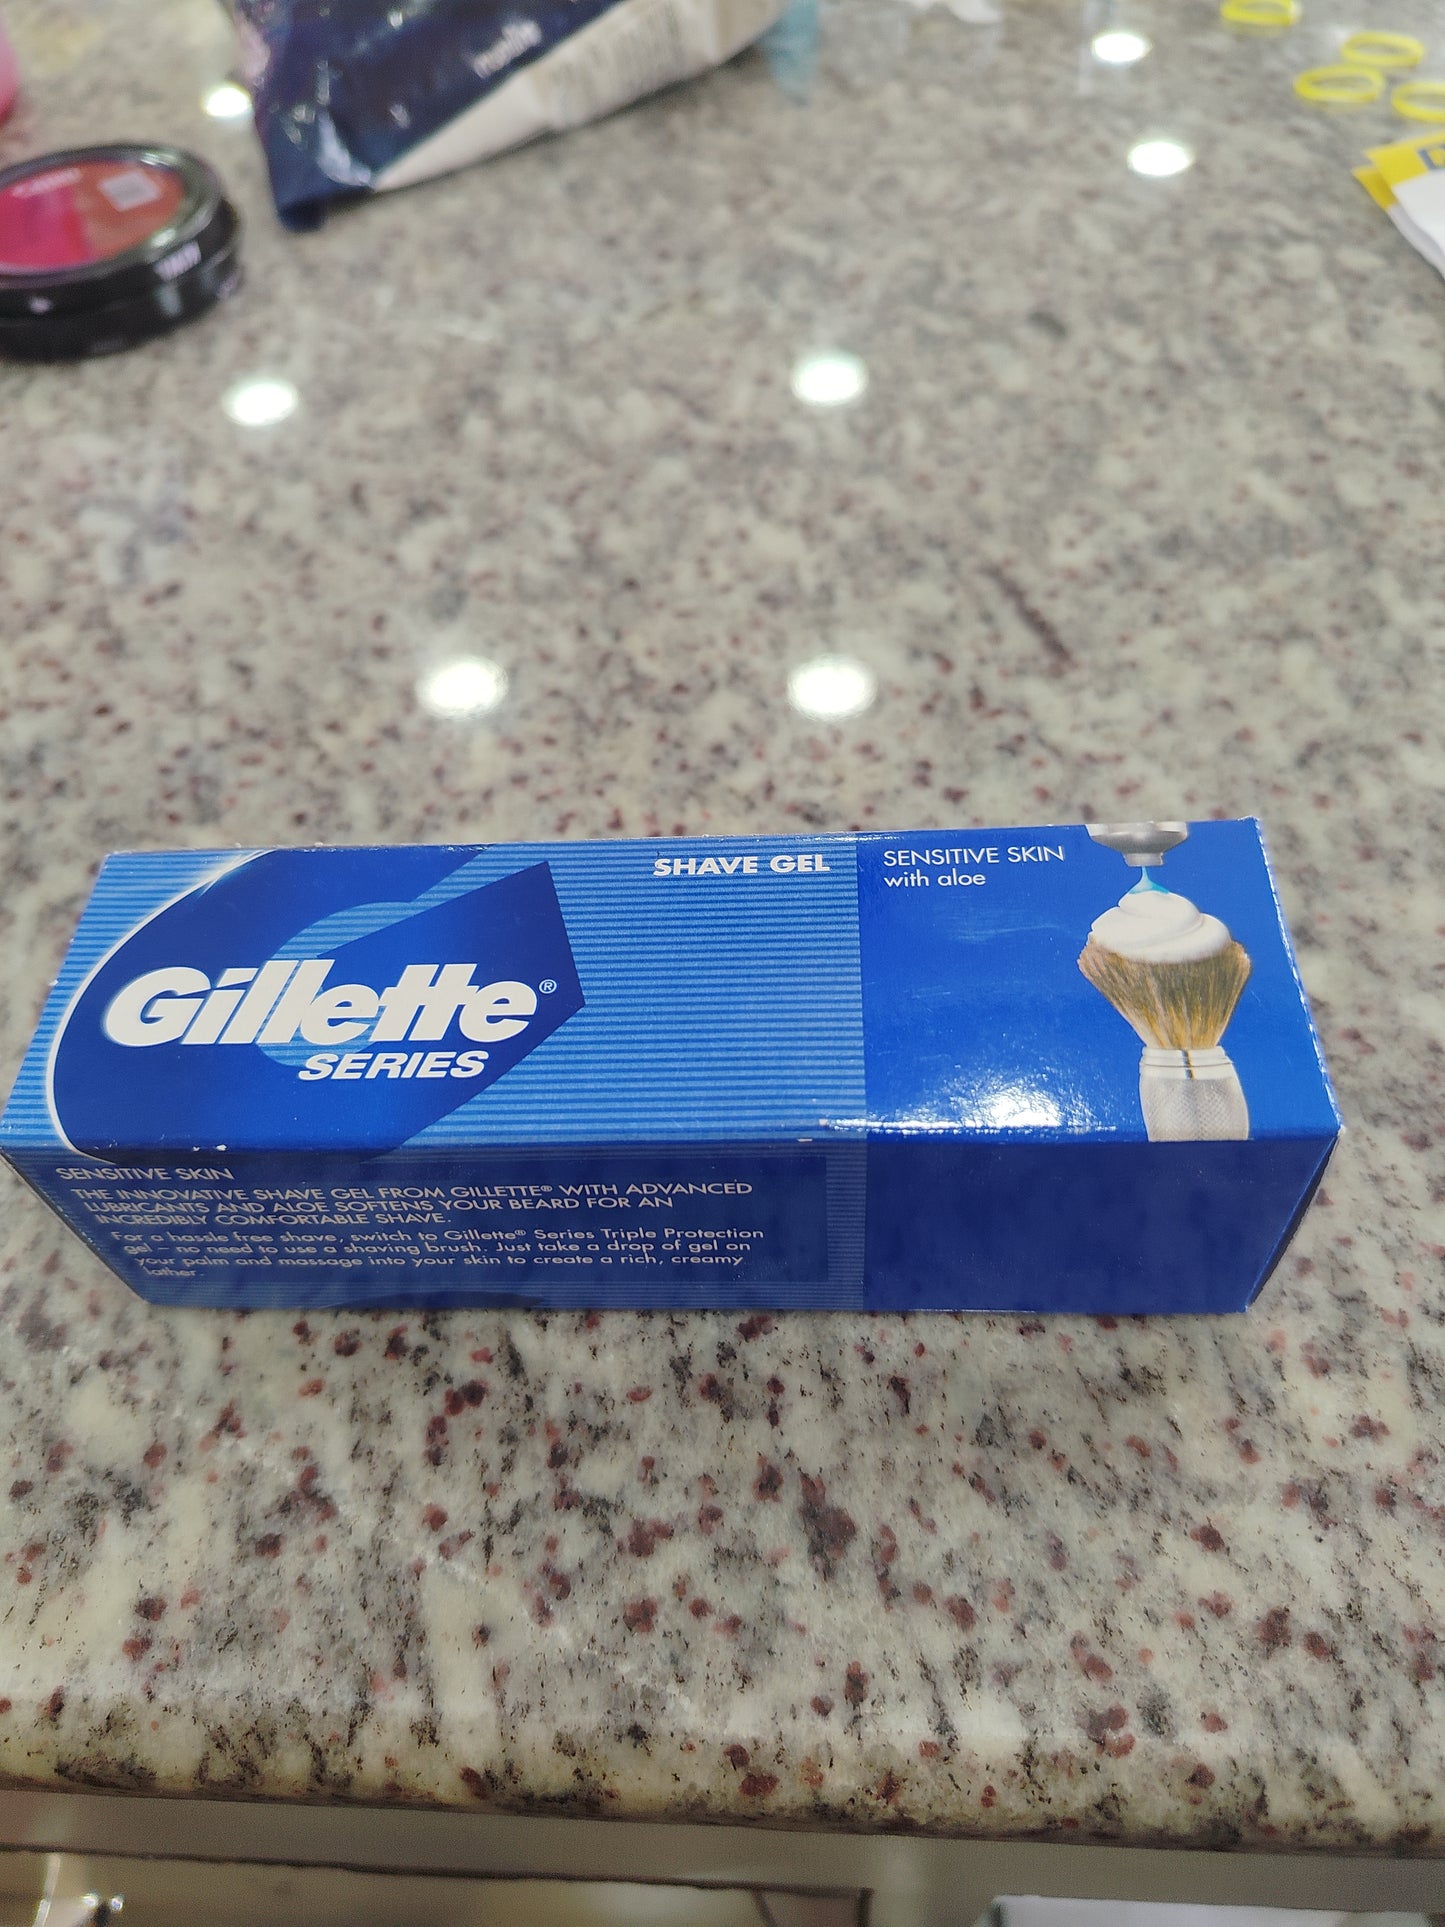 SHAVE GEL
SENSITIVE SKIN
with aloe
Gillette®
SERIES
SENSITIVE SKIN
THE INNOVATIVE SHAVE GEL FROM GILLETTE® WITH ADVANCED
LUBRICANTS AND ALOE SOFTENS YOUR BEARD FOR AN
INCREDIBLY COMFORTABLE SHAVE.
For a hassle free shave, switch to Gillette® Series Triple Protection
gel – no need to use a shaving brush. Just take a drop of gel on
your palm and massage into your skin to create a rich, creamy
lather.